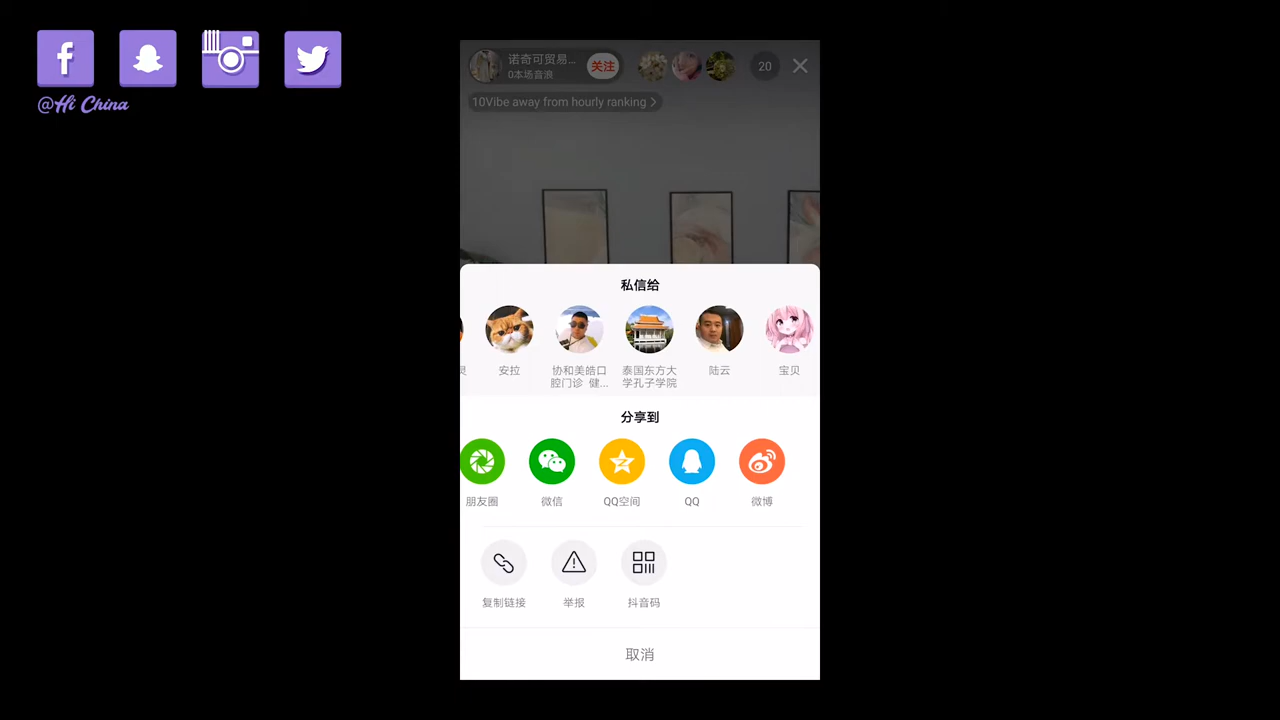 @Hi China
诺奇可贸易...
0本场音浪
关注
20
10Vibe away from hourly ranking
私信给
安拉
协和美皓口
腔门诊 健...
泰国东方大
学孔子学院
陆云
宝贝
分享到
朋友圈
微信
QQ空间
QQ
微博
复制链接
举报
抖音码
取消